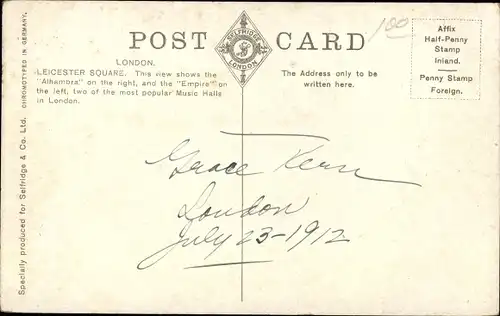 POST CARD
SELFRIDGE
S
LONDON
LONDON.
LEICESTER SQUARE. This view shows the
"Alhambra" on the right, and the "Empire" on
the left, two of the most popular Music Halls
in London.
The Address only to be
written here.
100
Affix
Half-Penny
Stamp
Inland.
Penny Stamp
Foreign.
Grace Kern
London
July 23-1912
Specially produced for Selfridge & Co. Ltd. CHROMOTYPED IN GERMANY.